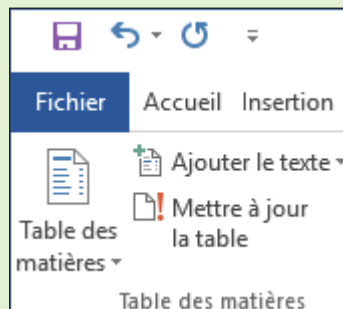 Fichier Accueil Insertion
Ajouter le texte
Table des
matières
Mettre à jour
la table
Table des matières